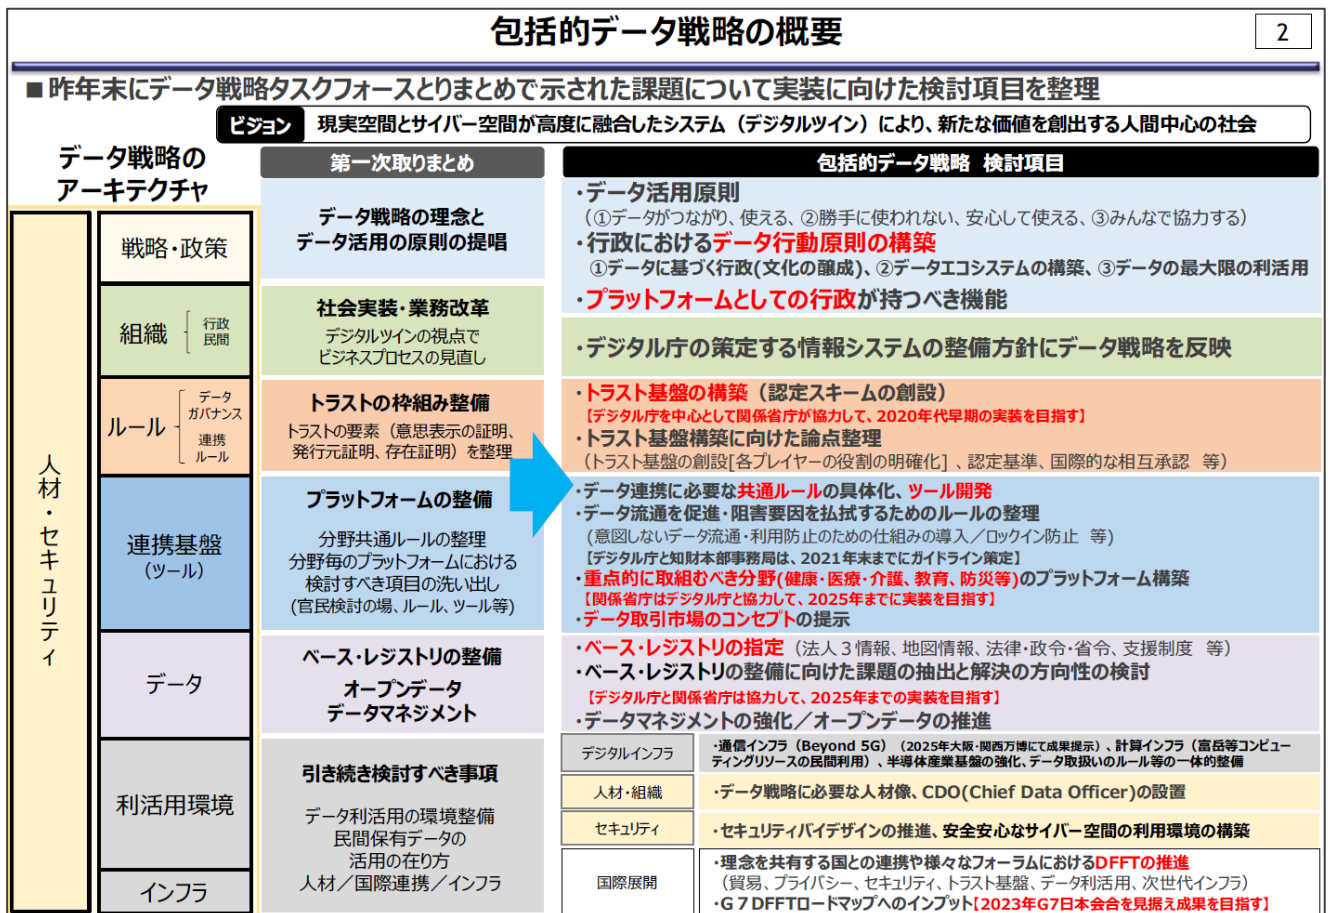 包括的データ戦略の概要
2
■昨年末にデータ戦略タスクフォースとりまとめで示された課題について実装に向けた検討項目を整理
ビジョン 現実空間とサイバー空間が高度に融合したシステム（デジタルツイン）により、新たな価値を創出する人間中心の社会
データ戦略の
アーキテクチャ
人材・セキュリティ
戦略・政策
組織
行政
民間
ルール
データ
ガバナンス
連携
ルール
連携基盤
（ツール）
データ
利活用環境
インフラ
第一次取りまとめ
データ戦略の理念と
データ活用の原則の提唱
社会実装・業務改革
デジタルツインの視点で
ビジネスプロセスの見直し
トラストの枠組み整備
トラストの要素（意思表示の証明、
発行元証明、存在証明）を整理
プラットフォームの整備
分野共通ルールの整理
分野毎のプラットフォームにおける
検討すべき項目の洗い出し
(官民検討の場、ルール、ツール等)
ベース・レジストリの整備
オープンデータ
データマネジメント
引き続き検討すべき事項
データ利活用の環境整備
民間保有データの
活用の在り方
人材／国際連携／インフラ
包括的データ戦略 検討項目
・データ活用原則
（①データがつながり、使える、②勝手に使われない、安心して使える、③みんなで協力する）
・行政におけるデータ行動原則の構築
①データに基づく行政(文化の醸成)、②データエコシステムの構築、③データの最大限の利活用
・プラットフォームとしての行政が持つべき機能
・デジタル庁の策定する情報システムの整備方針にデータ戦略を反映
・トラスト基盤の構築（認定スキームの創設）
【デジタル庁を中心として関係省庁が協力して、2020年代早期の実装を目指す】
・トラスト基盤構築に向けた論点整理
（トラスト基盤の創設[各プレイヤーの役割の明確化]、認定基準、国際的な相互承認 等）
・データ連携に必要な共通ルールの具体化、ツール開発
・データ流通を促進・阻害要因を払拭するためのルールの整理
（意図しないデータ流通・利用防止のための仕組みの導入／ロックイン防止 等）
【デジタル庁と知財本部事務局は、2021年末までにガイドライン策定】
・重点的に取組むべき分野(健康・医療・介護、教育、防災等)のプラットフォーム構築
【関係省庁はデジタル庁と協力して、2025年までに実装を目指す】
・データ取引市場のコンセプトの提示
・ベース・レジストリの指定（法人３情報、地図情報、法律・政令・省令、支援制度 等）
・ベース・レジストリの整備に向けた課題の抽出と解決の方向性の検討
【デジタル庁と関係省庁は協力して、2025年までの実装を目指す】
・データマネジメントの強化／オープンデータの推進
デジタルインフラ
・通信インフラ（Beyond 5G）（2025年大阪・関西万博にて成果提示）、計算インフラ（富岳等コンピュー
ティングリソースの民間利用）、半導体産業基盤の強化、データ取扱いのルール等の一体的整備
人材・組織
・データ戦略に必要な人材像、CDO(Chief Data Officer)の設置
セキュリティ
・セキュリティバイデザインの推進、安全安心なサイバー空間の利用環境の構築
国際展開
・理念を共有する国との連携や様々なフォーラムにおけるDFFTの推進
（貿易、プライバシー、セキュリティ、トラスト基盤、データ利活用、次世代インフラ）
・Ｇ７DFFTロードマップへのインプット【2023年G7日本会合を見据え成果を目指す】